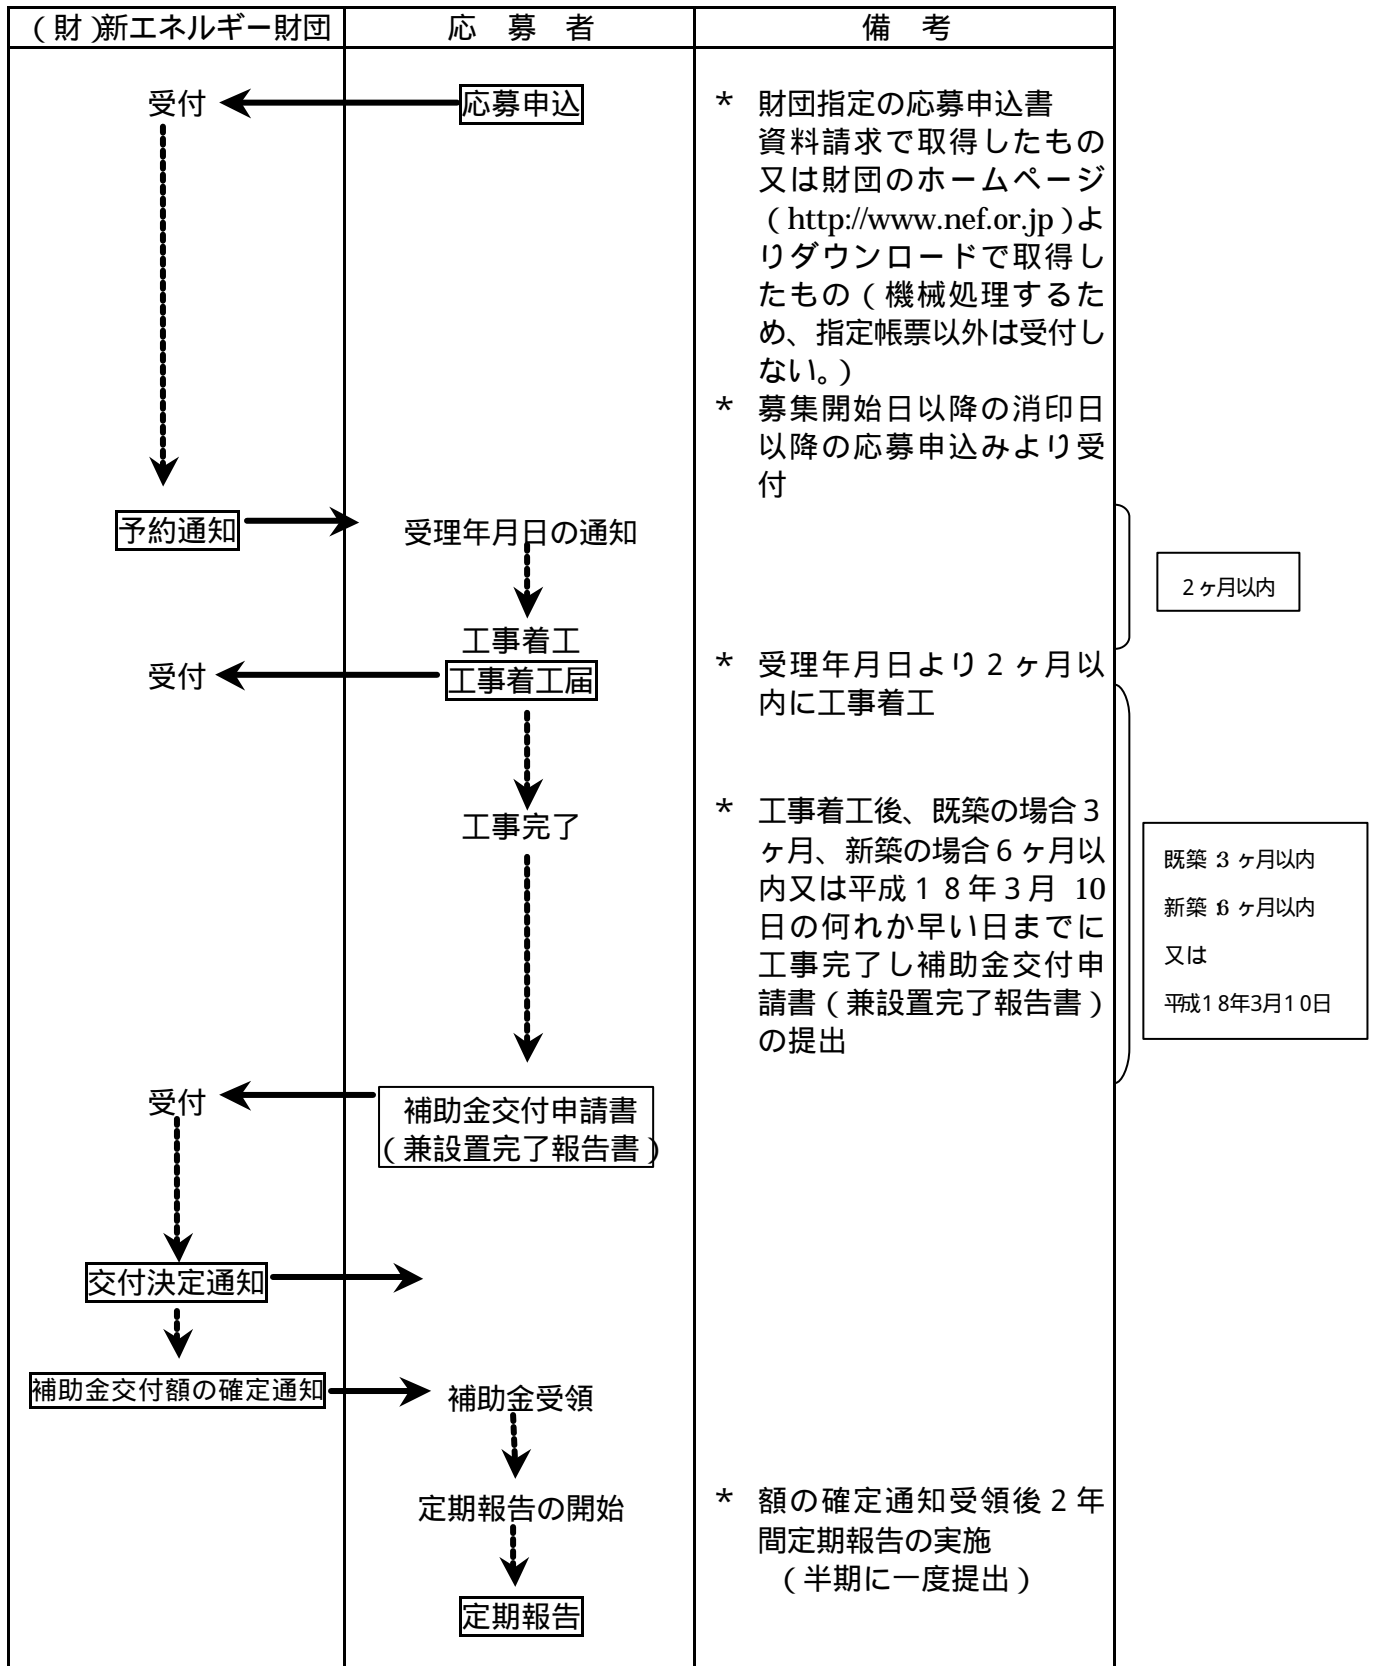 (財)新エネルギー財団
応 募 者
備 考
受付
応募申込
* 財団指定の応募申込書
資料請求で取得したもの
又は財団のホームページ
(http://www.nef.or.jp)よ
りダウンロードで取得し
たもの(機械処理するた
め、指定帳票以外は受付し
ない。)
* 募集開始日以降の消印日
以降の応募申込みより受
付
予約通知
受理年月日の通知
2ヶ月以内
工事着工
受付
工事着工届
* 受理年月日より2ヶ月以
内に工事着工
工事完了
* 工事着工後、既築の場合3
ヶ月、新築の場合6ヶ月以
内又は平成18年3月 10
日の何れか早い日までに
工事完了し補助金交付申
請書(兼設置完了報告書)
の提出
既築:3ヶ月以内
新築:6ヶ月以内
又は
平成18年3月10日
受付
補助金交付申請書
(兼設置完了報告書)
交付決定通知
補助金交付額の確定通知
補助金受領
定期報告の開始
* 額の確定通知受領後2年
間定期報告の実施
(半期に一度提出)
定期報告